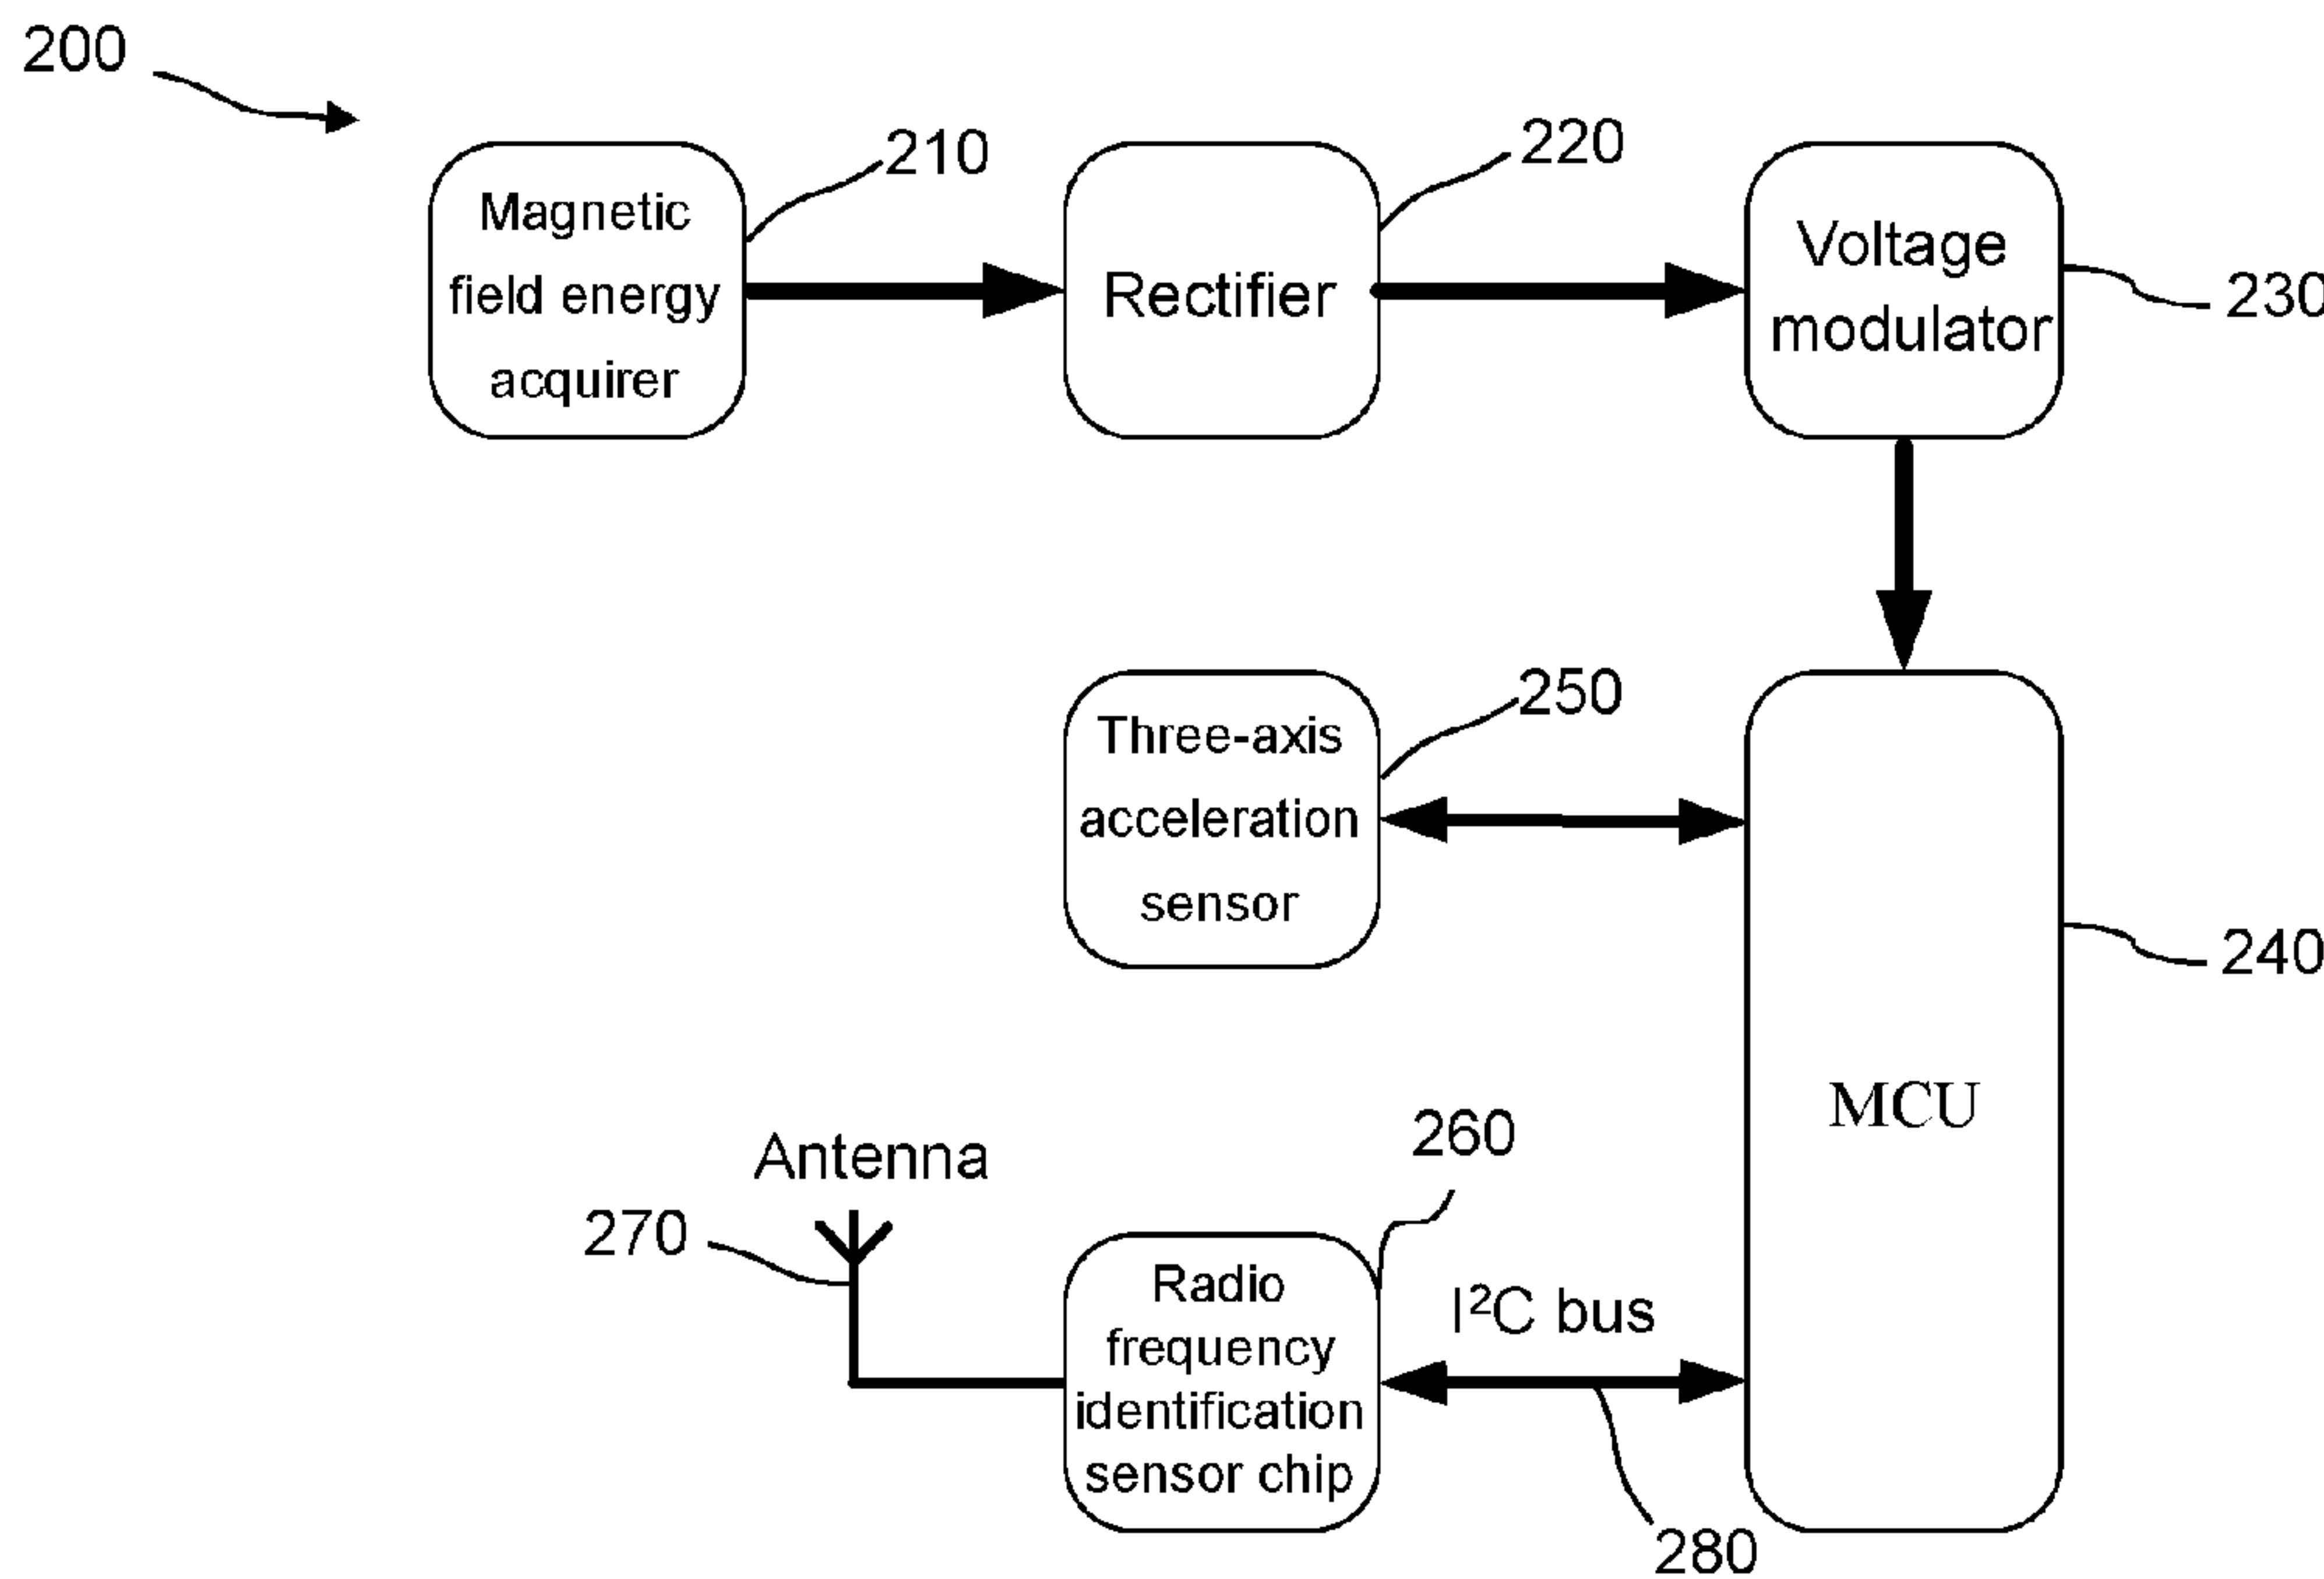 200
210
220
Magnetic
field energy
acquirer
Rectifier
Voltage
modulator
230
250
Three-axis
acceleration
sensor
240
MCU
260
Antenna
270
Radio
frequency
identification
sensor chip
I²C bus
280